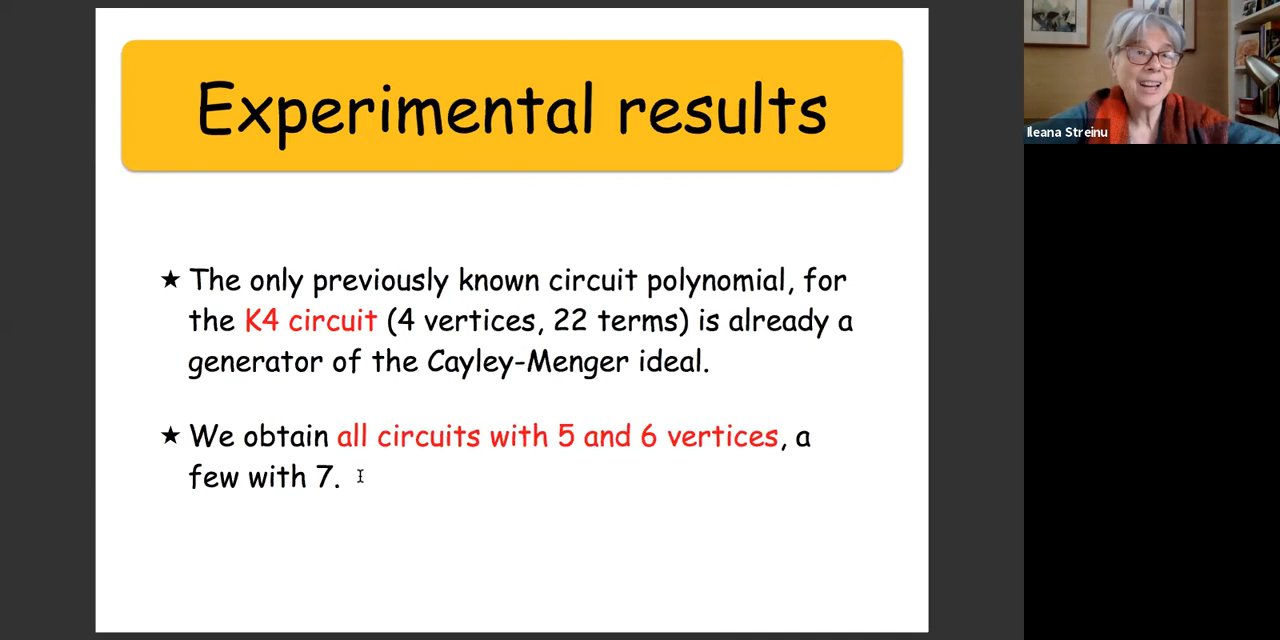 Experimental results
★ The only previously known circuit polynomial, for
the K4 circuit (4 vertices, 22 terms) is already a
generator of the Cayley-Menger ideal.
★ We obtain all circuits with 5 and 6 vertices, a
few with 7.
Ileana Streinu